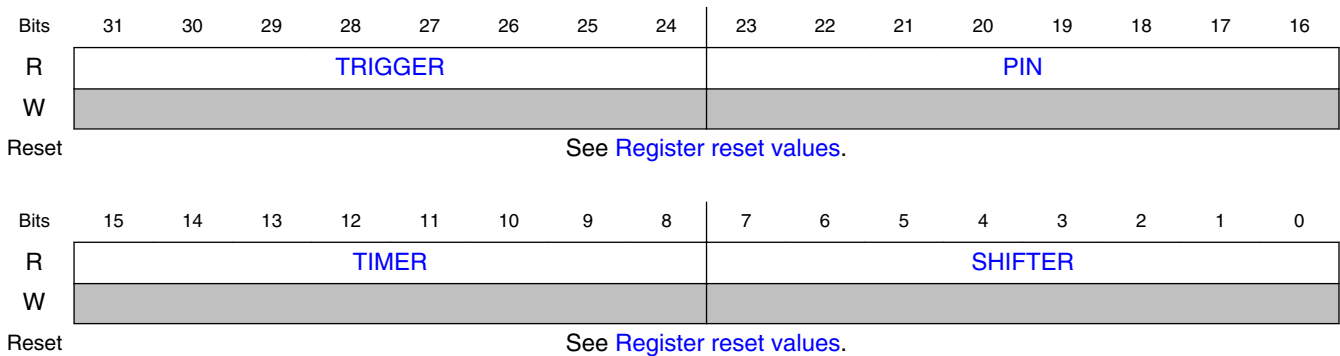 Bits 31 30 29 28 27 26 25 24 23 22 21 20 19 18 17 16
R TRIGGER PIN
W
Reset See Register reset values.
Bits 15 14 13 12 11 10 9 8 7 6 5 4 3 2 1 0
R TIMER SHIFTER
W
Reset See Register reset values.